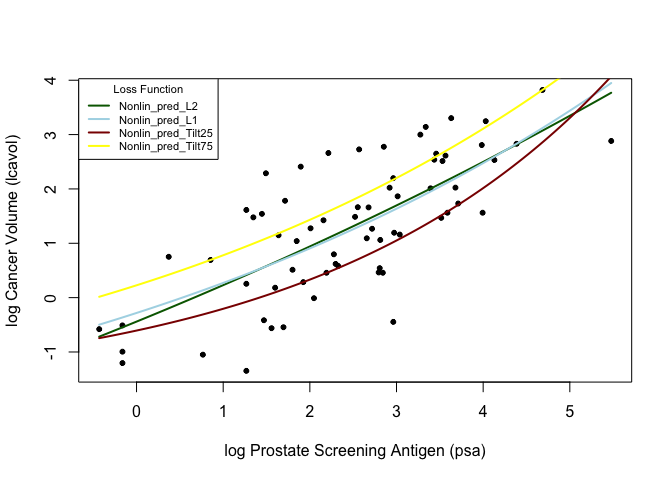 Loss Function
Nonlin_pred_L2
Nonlin_pred_L1
Nonlin_pred_Tilt25
Nonlin_pred_Tilt75
4
3
2
1
0
-1
log Cancer Volume (lcavol)
0 1 2 3 4 5
log Prostate Screening Antigen (psa)